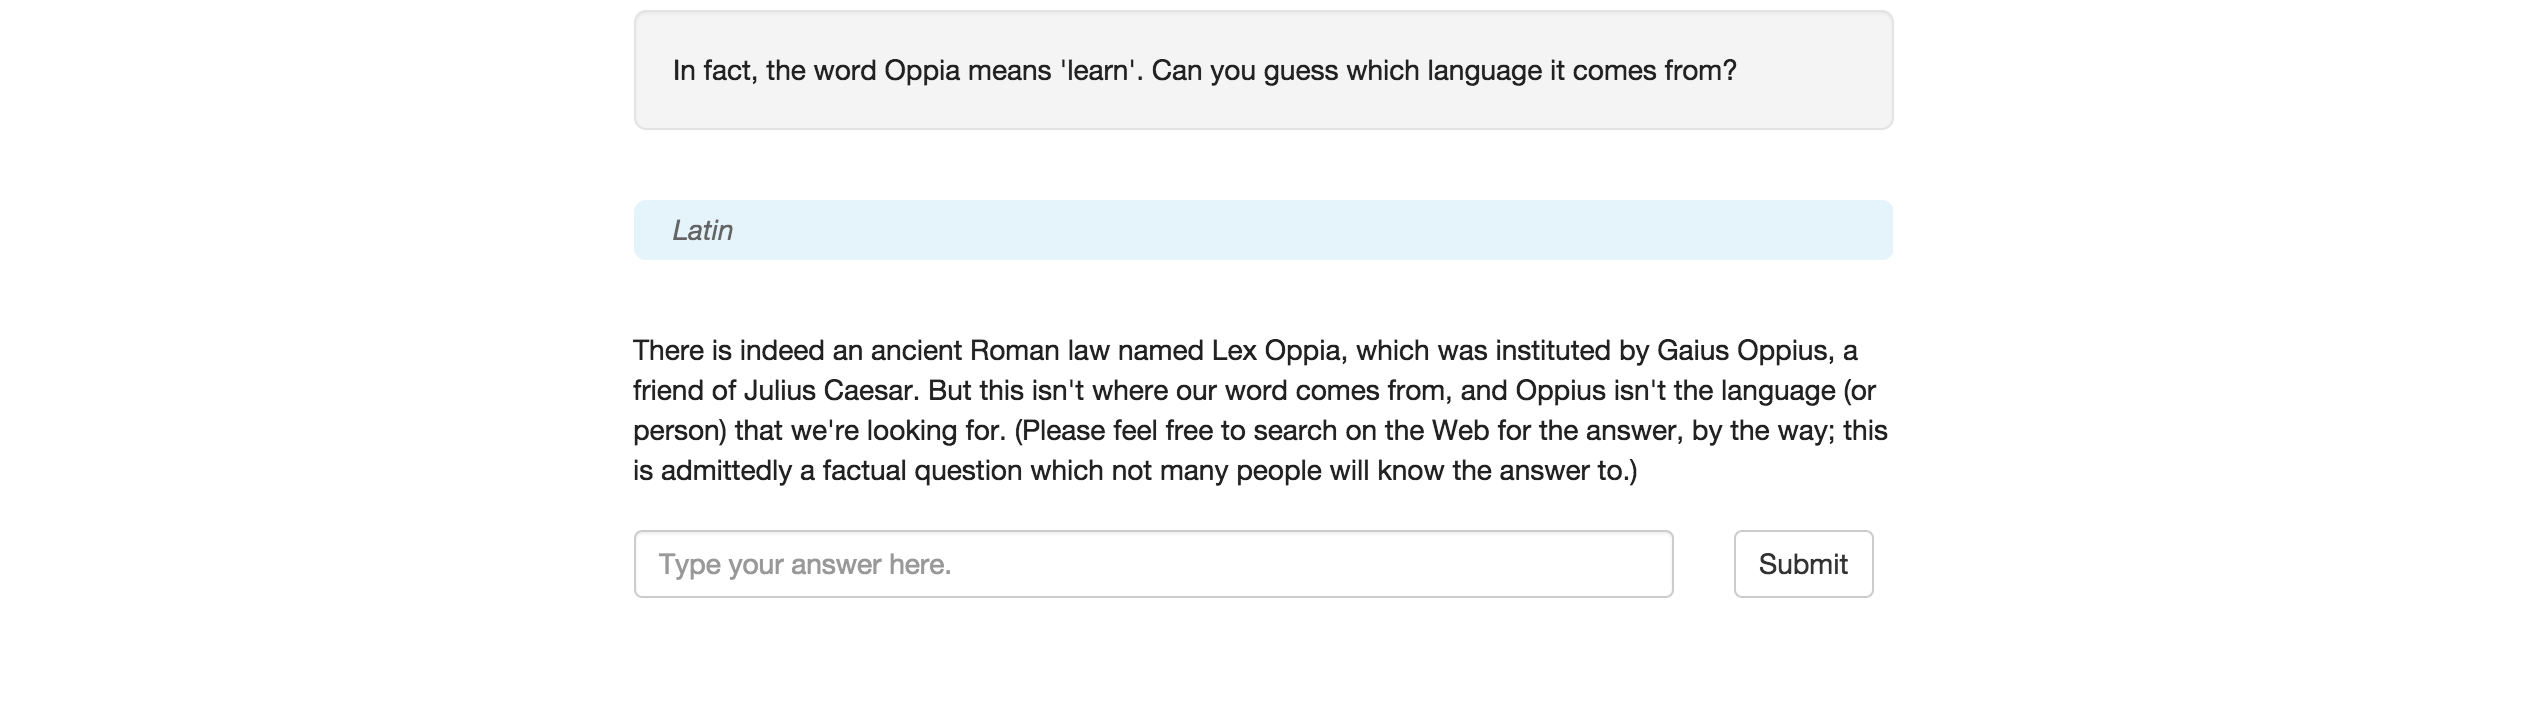 In fact, the word Oppia means 'learn'. Can you guess which language it comes from?
Latin
There is indeed an ancient Roman law named Lex Oppia, which was instituted by Gaius Oppius, a
friend of Julius Caesar. But this isn't where our word comes from, and Oppius isn't the language (or
person) that we're looking for. (Please feel free to search on the Web for the answer, by the way; this
is admittedly a factual question which not many people will know the answer to.)
Type your answer here.
Submit